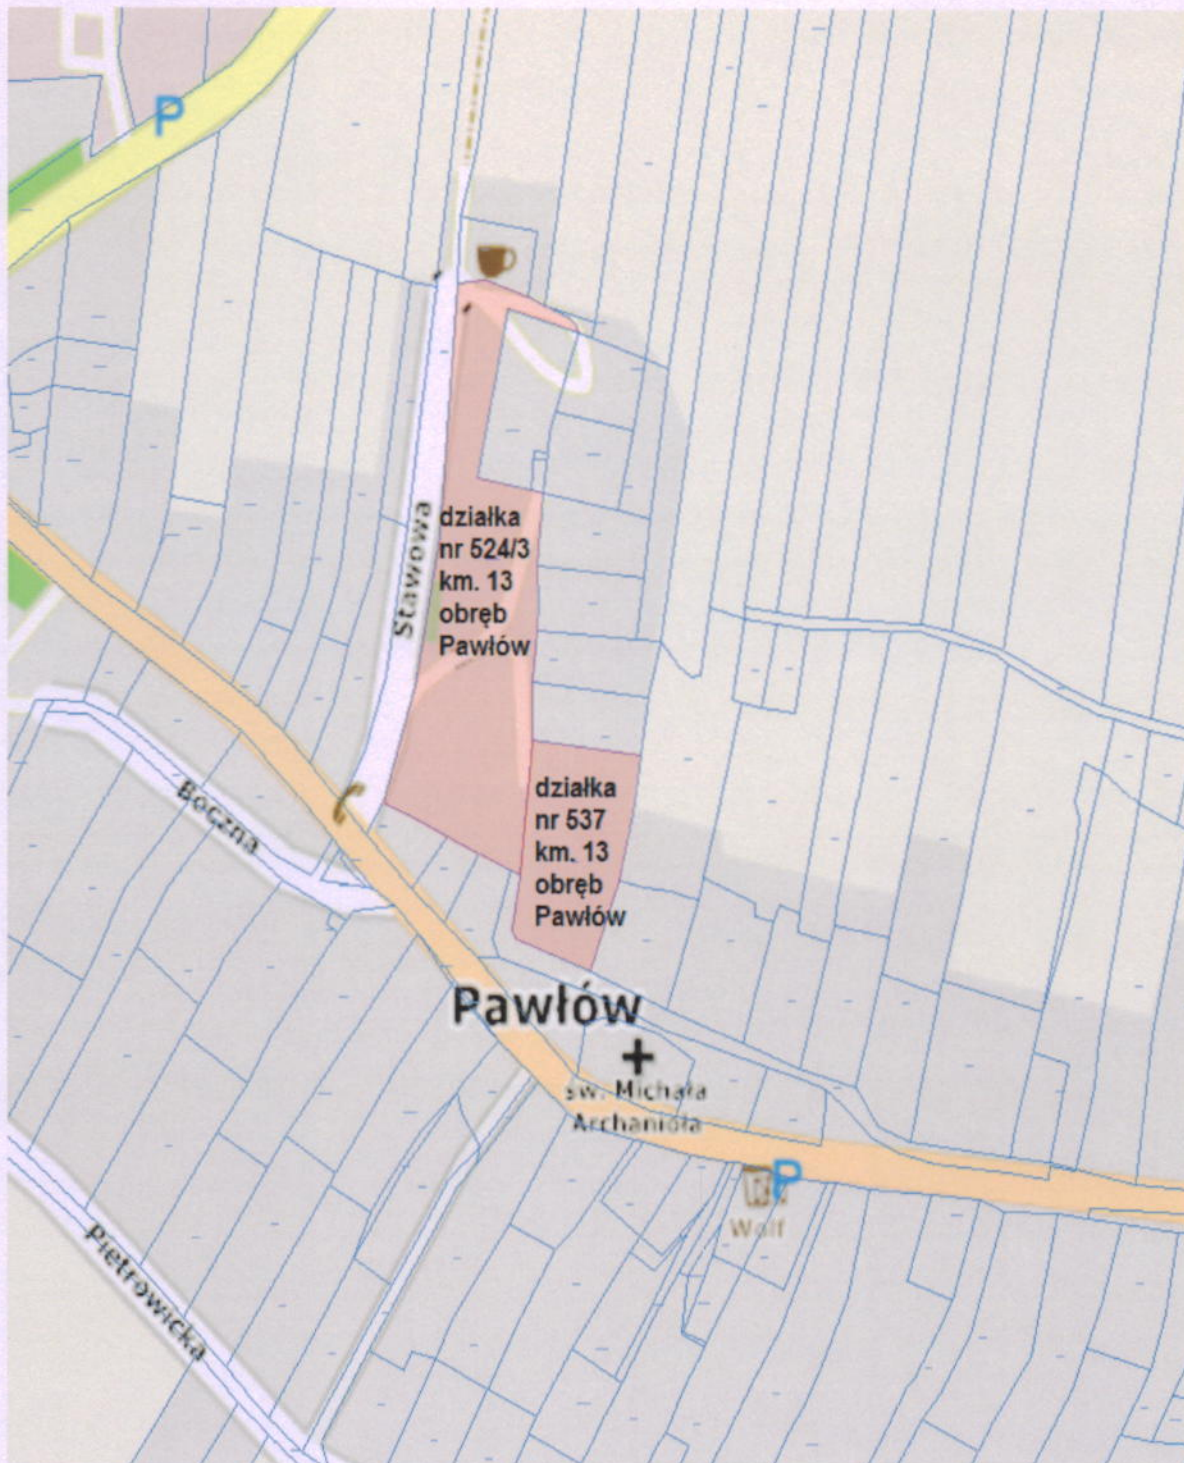 P
Stawowa
działka
nr 524/3
km. 13
obręb
Pawłów
działka
nr 537
km. 13
obręb
Pawłów
Boczna
Pawłów
św. Michała
Archanioła
P
Wolf
Pietrowicka